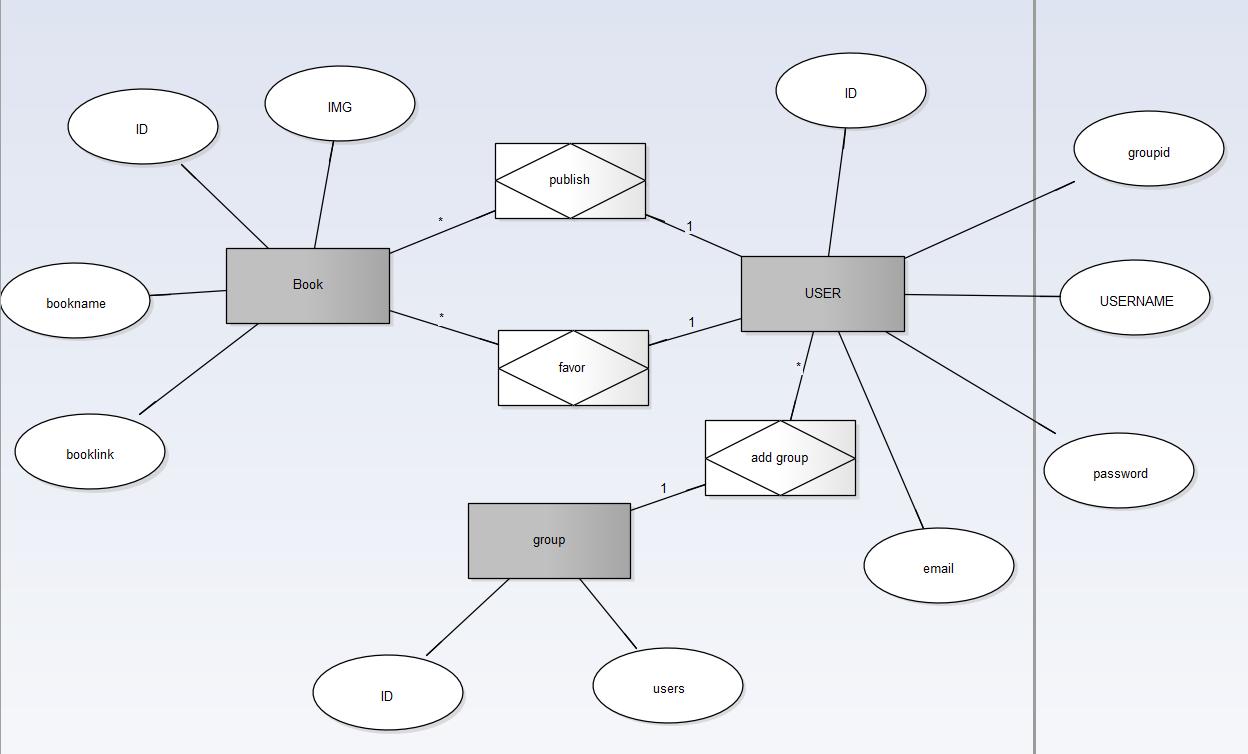 ID
IMG
ID
groupid
publish
*
1
Book
USER
bookname
USERNAME
*
1
favor
*
booklink
add group
password
1
group
email
ID
users